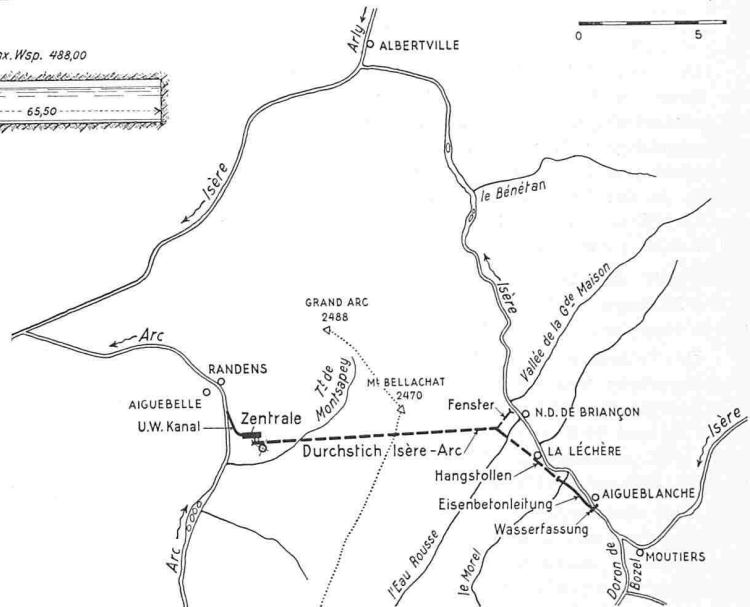 x. Wsp. 488,00
65,50
0 5
Arly
ALBERTVILLE
Isère
le Bénétan
Isère
Vallée de la Gde Maison
GRAND ARC
2488
Arc
RANDENS
Tt de
Montsapey
Mt BELLACHAT
2470
AIGUEBELLE
Fenster
N.D. DE BRIANÇON
Isère
U.W. Kanal
Zentrale
Durchstich Isère-Arc
LA LÉCHÈRE
Hangstollen
Eisenbetonleitung
AIGUEBLANCHE
Wasserfassung
Arc
l'Eau Rousse
le Morel
Doron de
Bozel
MOUTIERS